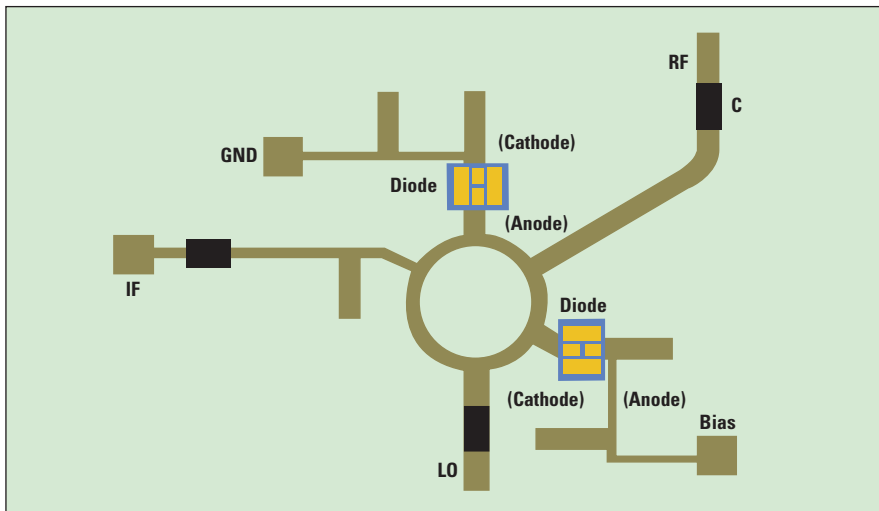 RF
C
(Cathode)
GND
Diode
(Anode)
IF
Diode
(Cathode)
(Anode)
Bias
LO